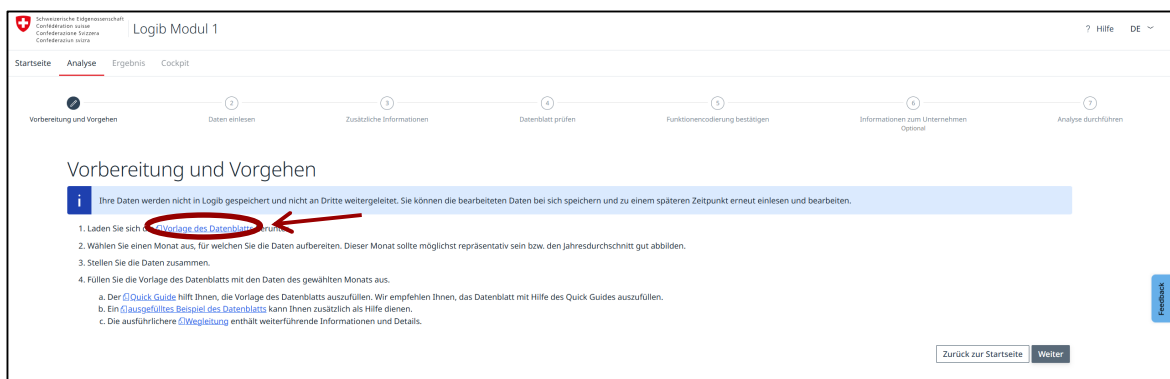 Schweizerische Eidgenossenschaft
Confédération suisse
Confederazione Svizzera
Confederaziun svizra
Logib Modul 1
? Hilfe DE
Startseite Analyse Ergebnis Cockpit
2 3 4 5 6 7
Vorbereitung und Vorgehen Daten einlesen Zusätzliche Informationen Datenblatt prüfen Funktionencodierung bestätigen Informationen zum Unternehmen Analyse durchführen
Optional
Vorbereitung und Vorgehen
i Ihre Daten werden nicht in Logib gespeichert und nicht an Dritte weitergeleitet. Sie können die bearbeiteten Daten bei sich speichern und zu einem späteren Zeitpunkt erneut einlesen und bearbeiten.
1. Laden Sie sich Vorlage des Datenblatts
2. Wählen Sie einen Monat aus, für welchen Sie die Daten aufbereiten. Dieser Monat sollte möglichst repräsentativ sein bzw. den Jahresdurchschnitt gut abbilden.
3. Stellen Sie die Daten zusammen.
4. Füllen Sie die Vorlage des Datenblatts mit den Daten des gewählten Monats aus.
a. Der Quick Guide hilft Ihnen, die Vorlage des Datenblatts auszufüllen. Wir empfehlen Ihnen, das Datenblatt mit Hilfe des Quick Guides auszufüllen.
b. Ein ausgefülltes Beispiel des Datenblatts kann Ihnen zusätzlich als Hilfe dienen.
c. Die ausführlichere Wegleitung enthält weiterführende Informationen und Details.
Feedback
Zurück zur Startseite Weiter